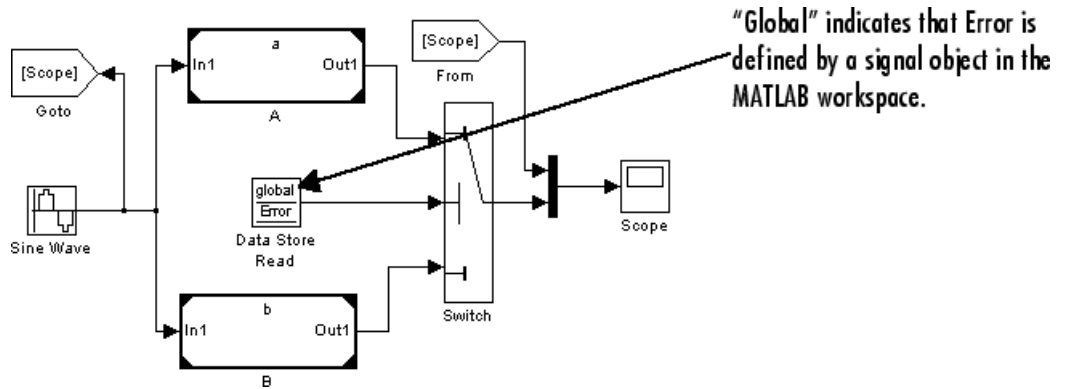 “Global” indicates that Error is
defined by a signal object in the
MATLAB workspace.
[Scope]
Goto
a
In1
Out1
A
[Scope]
From
global
Error
Data Store
Read
Sine Wave
Scope
Switch
b
In1
Out1
B